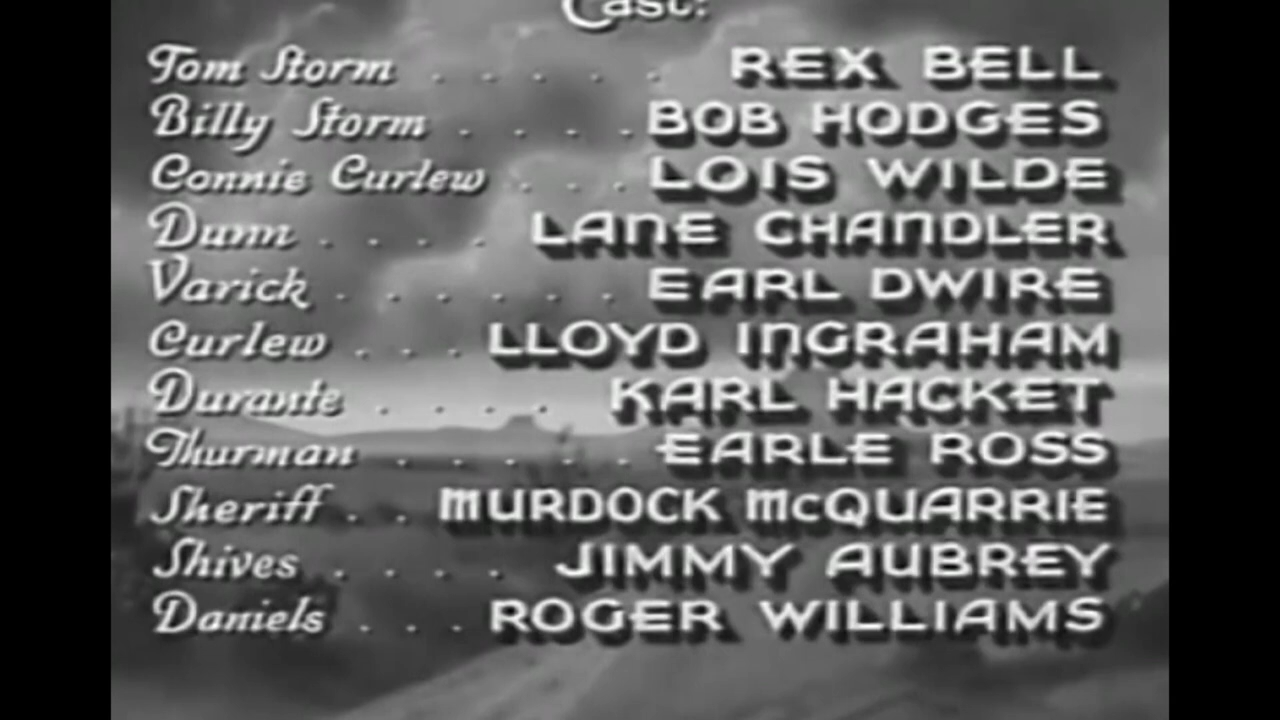 Cast:
Tom Storm . . . . . REX BELL
Billy Storm . . . . BOB HODGES
Connie Curlew . . . LOIS WILDE
Dunn . . . . LANE CHANDLER
Varick . . . . . . EARL DWIRE
Curlew . . . LLOYD INGRAHAM
Durante . . . . KARL HACKET
Thurman . . . . . EARLE ROSS
Sheriff . . MURDOCK McQUARRIE
Shives . . . . JIMMY AUBREY
Daniels . . . ROGER WILLIAMS